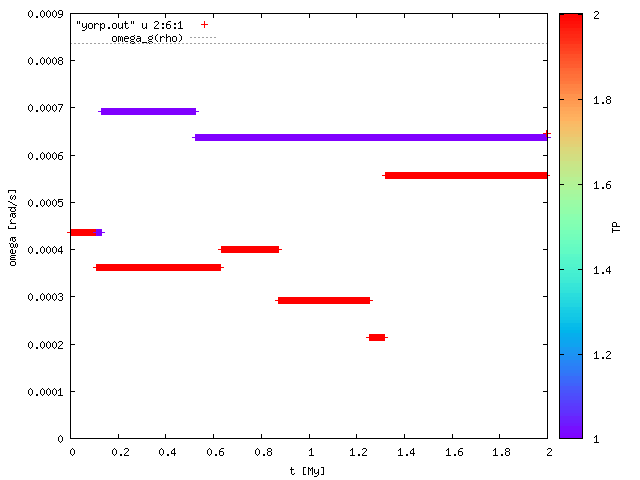 "yorp.out" u 2:6:1
omega_g(rho)
0.0009
0.0008
0.0007
0.0006
0.0005
0.0004
0.0003
0.0002
0.0001
0
omega [rad/s]
0 0.2 0.4 0.6 0.8 1 1.2 1.4 1.6 1.8 2
t [My]
2
1.8
1.6
1.4
1.2
1
TP